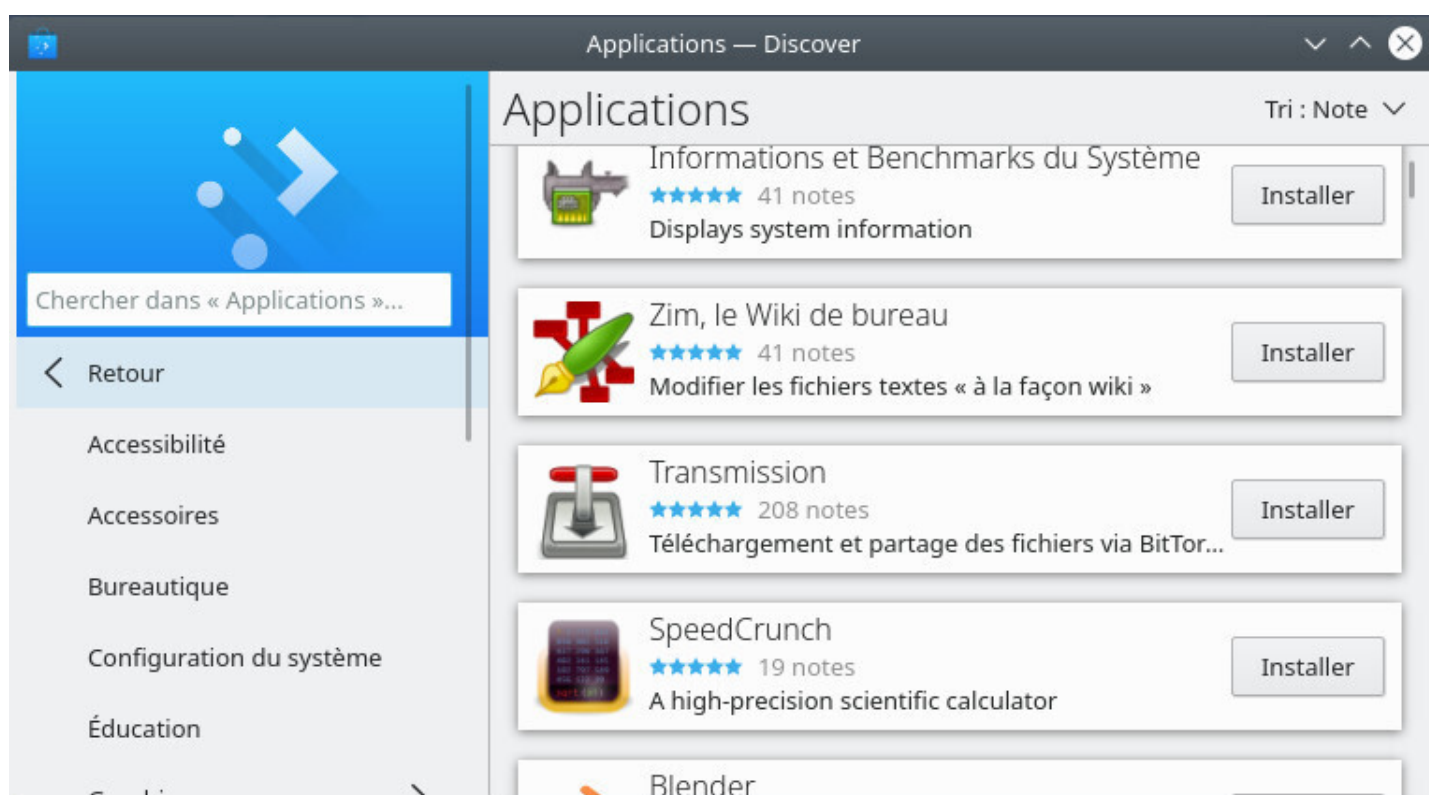 Applications — Discover
Chercher dans « Applications »...
Retour
Accessibilité
Accessoires
Bureautique
Configuration du système
Éducation
Applications
Tri : Note
Informations et Benchmarks du Système
41 notes
Displays system information
Installer
Zim, le Wiki de bureau
41 notes
Modifier les fichiers textes « à la façon wiki »
Installer
Transmission
208 notes
Téléchargement et partage des fichiers via BitTor...
Installer
SpeedCrunch
19 notes
A high-precision scientific calculator
Installer
Blender